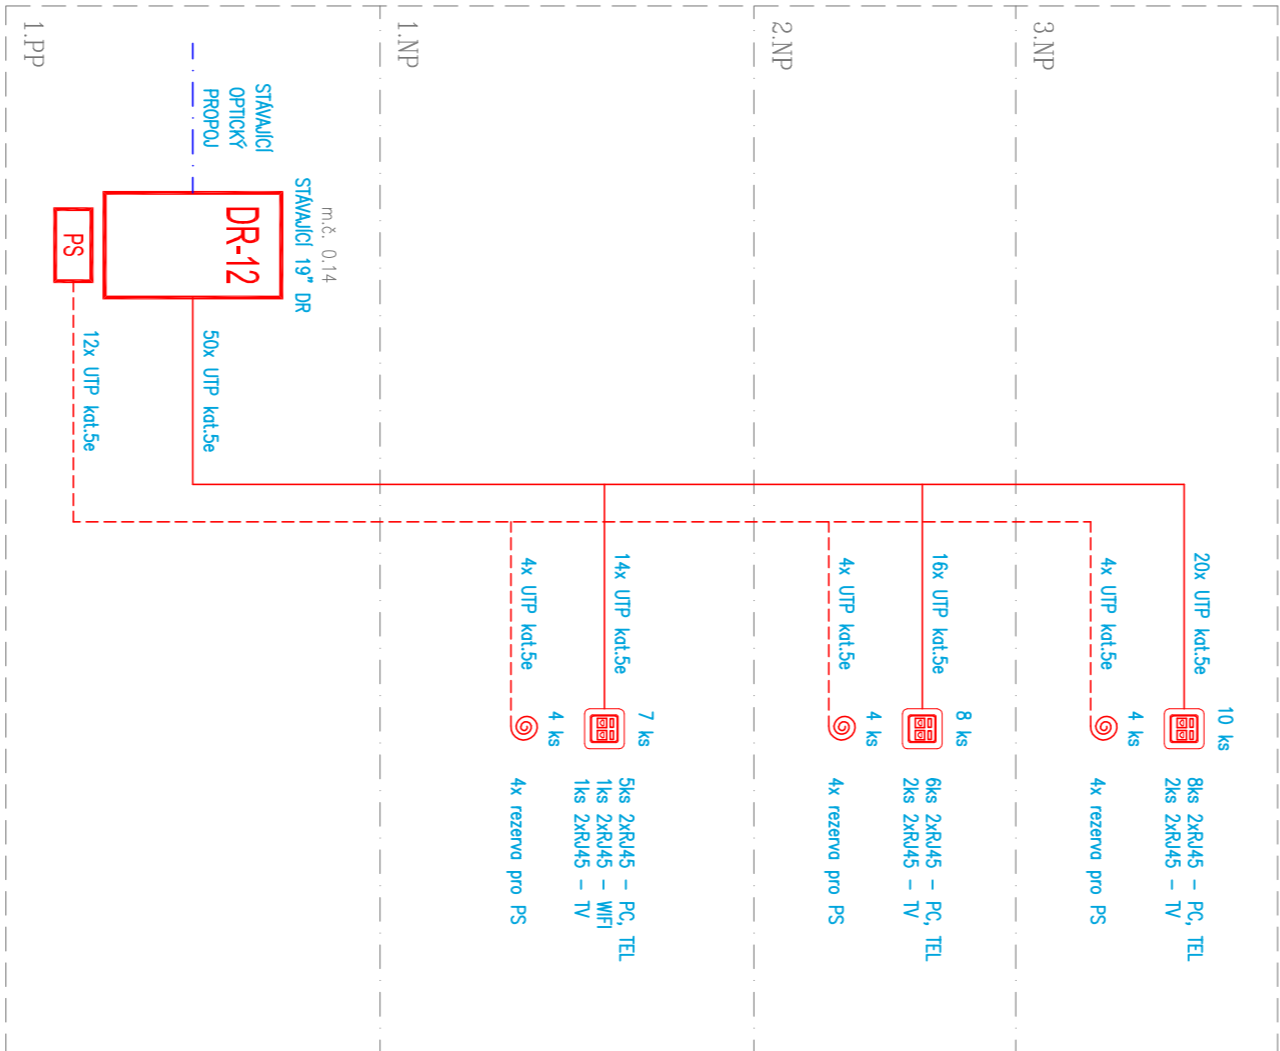 3.NP
20x UTP kat.5e
10 ks
8ks 2xRJ45 – PC, TEL
2ks 2xRJ45 – TV
4x UTP kat.5e
4 ks
4x rezerva pro PS
2.NP
16x UTP kat.5e
8 ks
6ks 2xRJ45 – PC, TEL
2ks 2xRJ45 – TV
4x UTP kat.5e
4 ks
4x rezerva pro PS
1.NP
14x UTP kat.5e
7 ks
5ks 2xRJ45 – PC, TEL
1ks 2xRJ45 – WIFI
1ks 2xRJ45 – TV
4x UTP kat.5e
4 ks
4x rezerva pro PS
1.PP
STÁVAJÍCÍ
OPTICKÝ
PROPOJ
m.č. 0.14
STÁVAJÍCÍ 19" DR
DR-12
50x UTP kat.5e
PS
12x UTP kat.5e